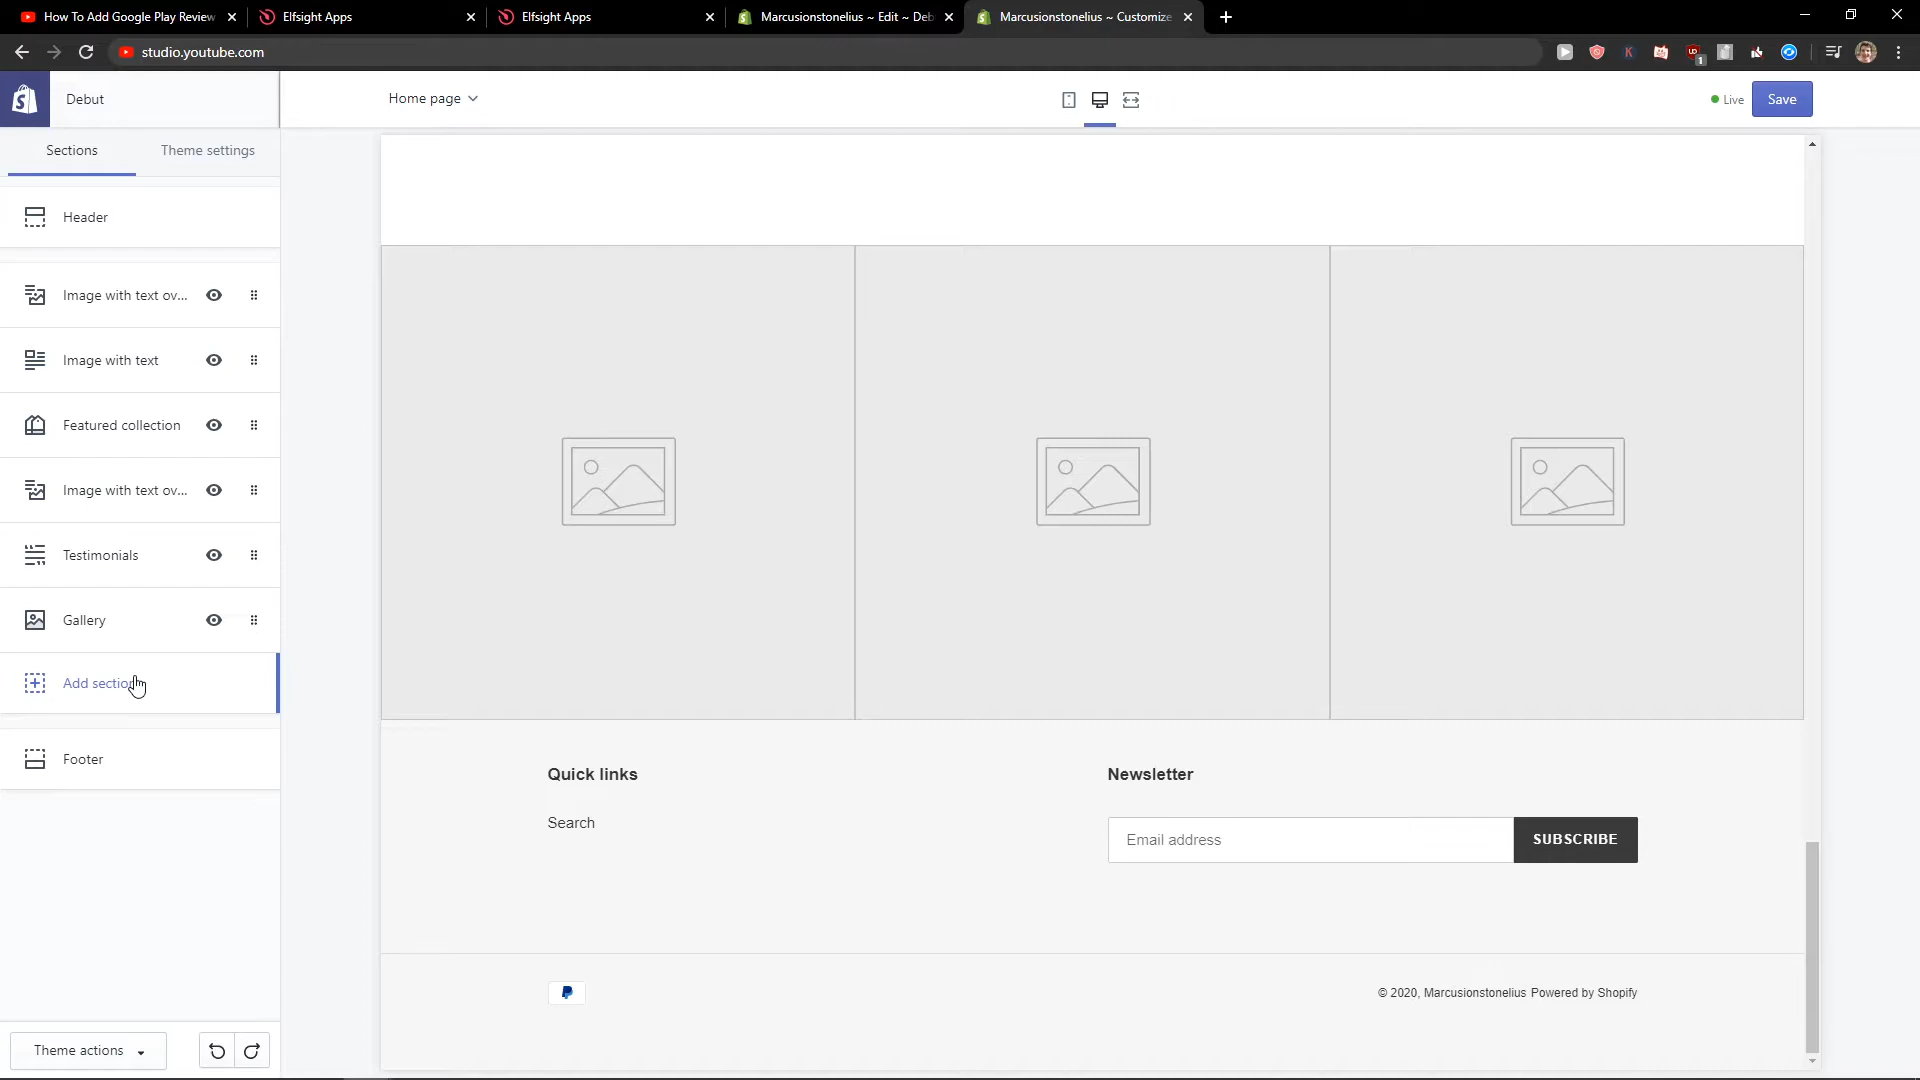 How To Add Google Play Review
Elfsight Apps
Elfsight Apps
Marcusionstonelius ~ Edit ~ Deb
Marcusionstonelius ~ Customize
studio.youtube.com
1
Debut
Home page
Live
Save
Sections
Theme settings
Header
Image with text ov...
Image with text
Featured collection
Image with text ov...
Testimonials
Gallery
Add section
Footer
Quick links
Newsletter
Search
Email address
SUBSCRIBE
© 2020, Marcusionstonelius Powered by Shopify
Theme actions